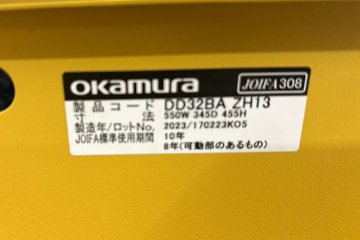 okamura
JOIFA308
製品コード DD32BA ZH13
寸法 550W 345D 455H
製造年/ロットNo. 2023/170223KO5
JOIFA標準使用期間 10年
8年(可動部のあるもの)